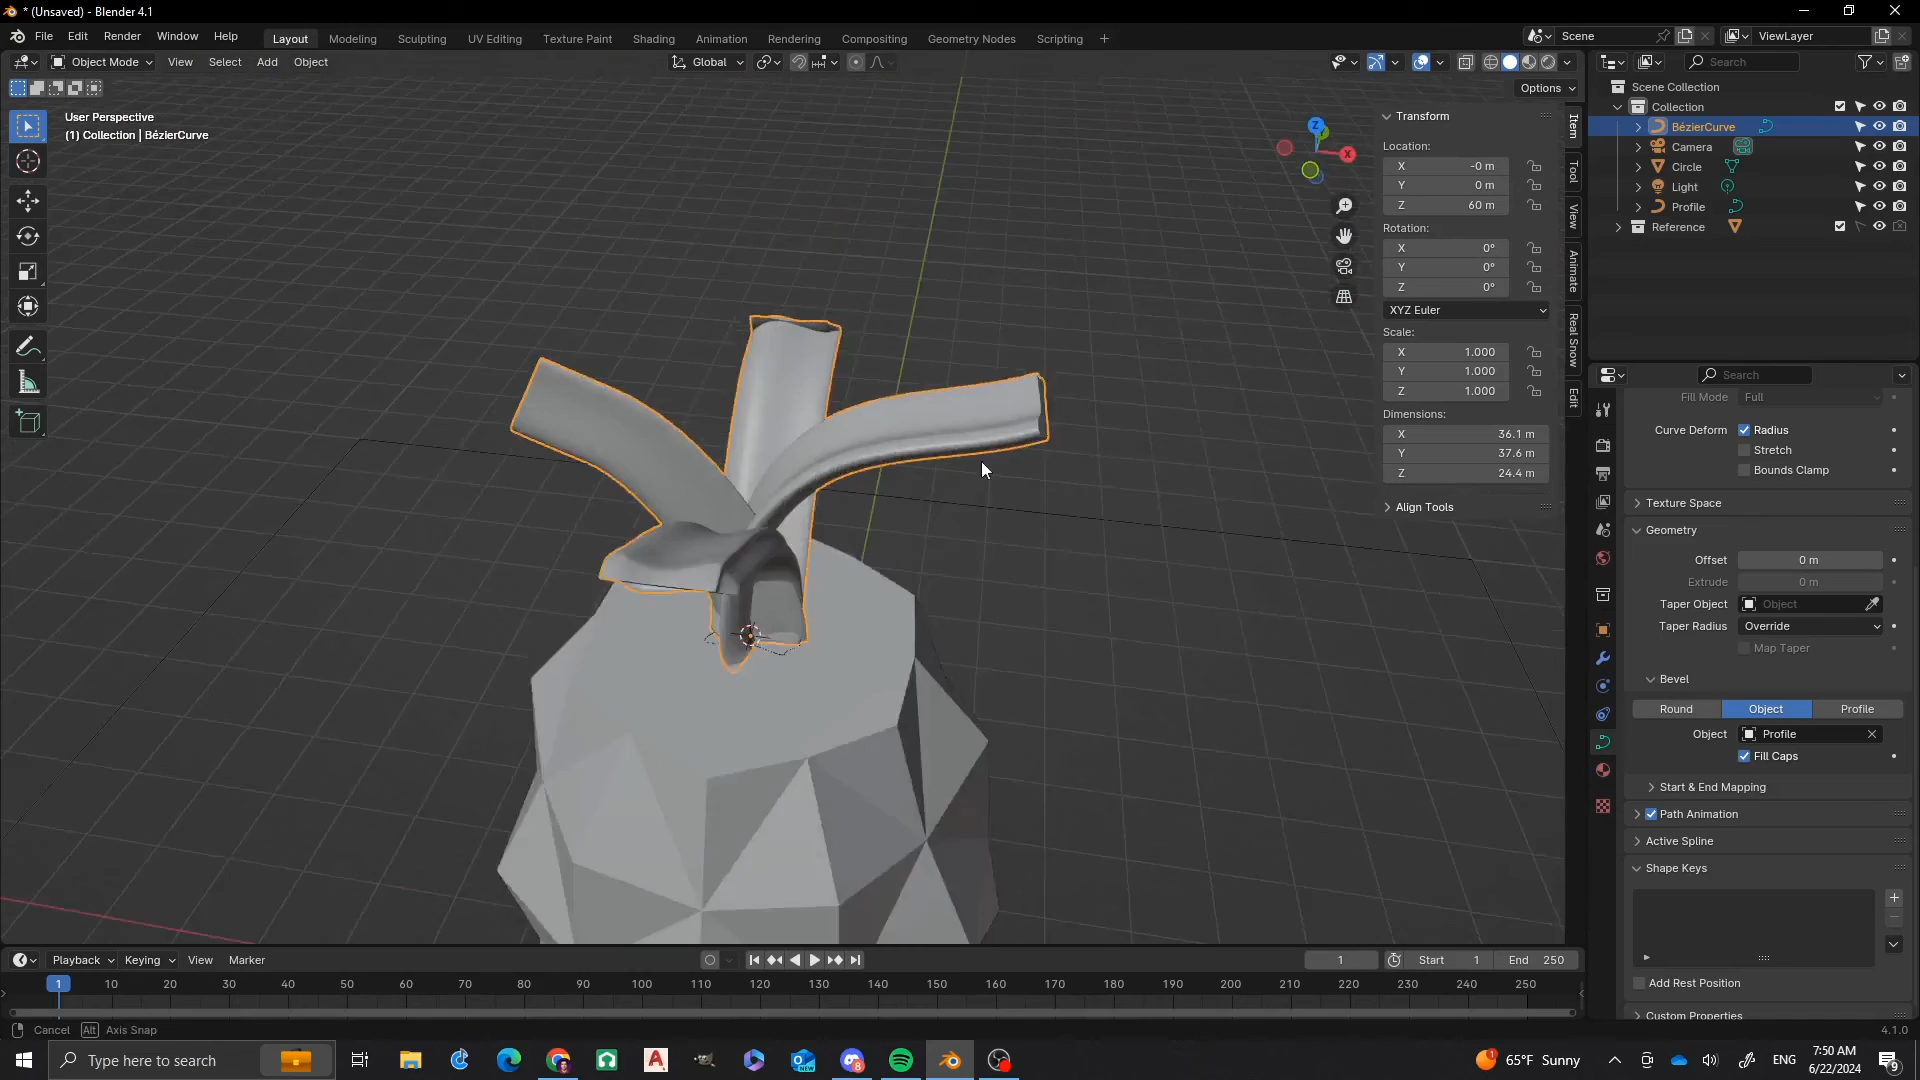 * (Unsaved) - Blender 4.1
File Edit Render Window Help
Layout Modeling Sculpting UV Editing Texture Paint Shading Animation Rendering Compositing Geometry Nodes Scripting +
Scene
ViewLayer
Object Mode View Select Add Object
Global
Search
Options
User Perspective
(1) Collection | BézierCurve
Z
X
Transform
Location:
X -0 m
Y 0 m
Z 60 m
Rotation:
X 0°
Y 0°
Z 0°
XYZ Euler
Scale:
X 1.000
Y 1.000
Z 1.000
Dimensions:
X 36.1 m
Y 37.6 m
Z 24.4 m
Align Tools
Item
Tool
View
Animate
Real Snow
Edit
Scene Collection
Collection
BézierCurve
Camera
Circle
Light
Profile
Reference
Search
Fill Mode Full
Curve Deform Radius
Stretch
Bounds Clamp
Texture Space
Geometry
Offset 0 m
Extrude 0 m
Taper Object Object
Taper Radius Override
Map Taper
Bevel
Round Object Profile
Object Profile
Fill Caps
Start & End Mapping
Path Animation
Active Spline
Shape Keys
Add Rest Position
Custom Properties
Playback Keying View Marker
1 Start 1 End 250
1 10 20 30 40 50 60 70 80 90 100 110 120 130 140 150 160 170 180 190 200 210 220 230 240 250
Cancel Alt Axis Snap
4.1.0
Type here to search
65°F Sunny
ENG
7:50 AM
6/22/2024